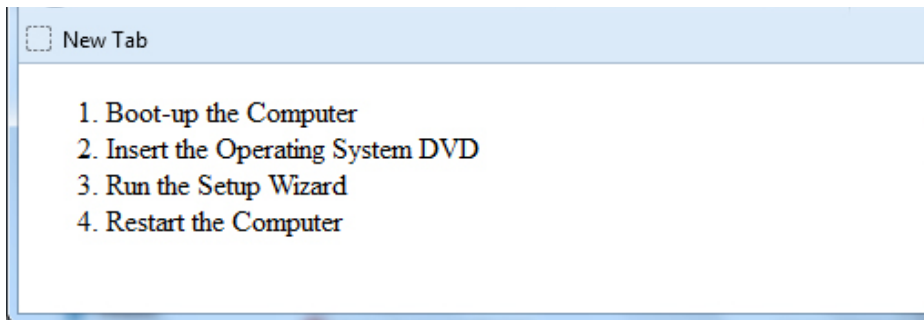 New Tab
1. Boot-up the Computer
2. Insert the Operating System DVD
3. Run the Setup Wizard
4. Restart the Computer